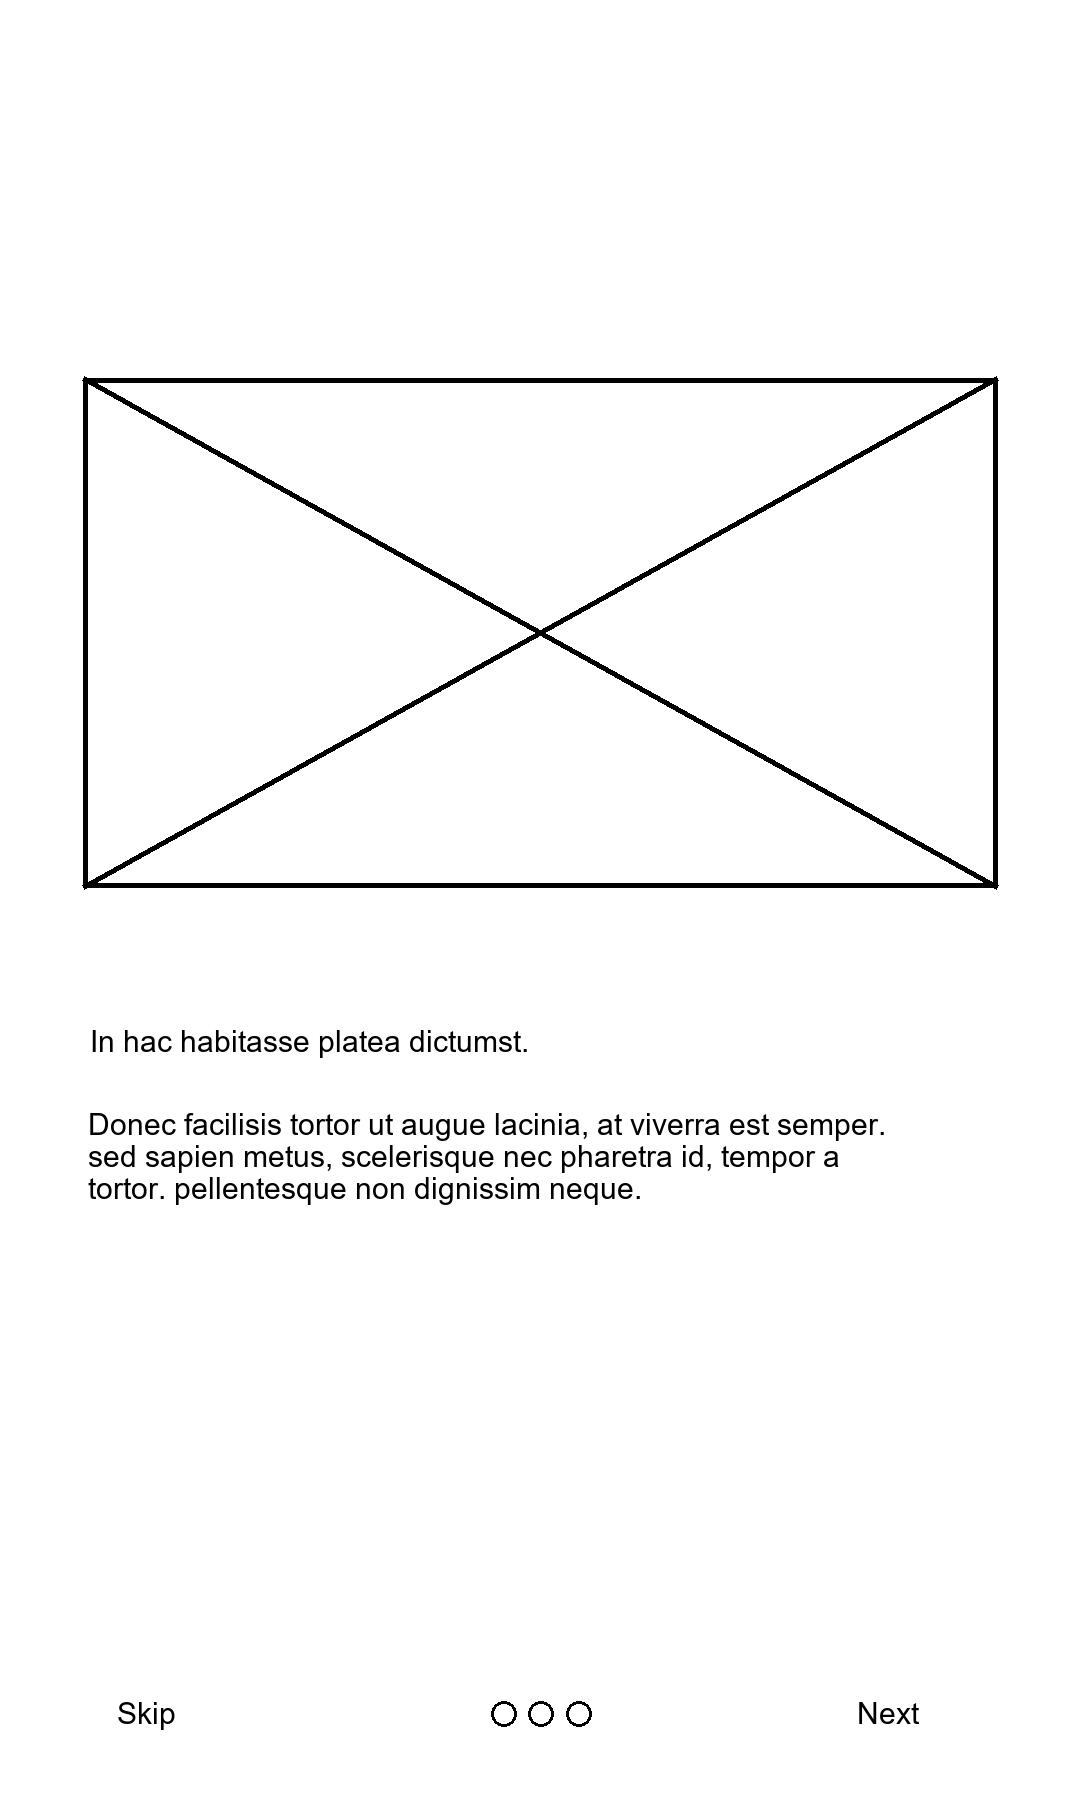 In hac habitasse platea dictumst.
Donec facilisis tortor ut augue lacinia, at viverra est semper.
sed sapien metus, scelerisque nec pharetra id, tempor a
tortor. pellentesque non dignissim neque.
Skip
Next